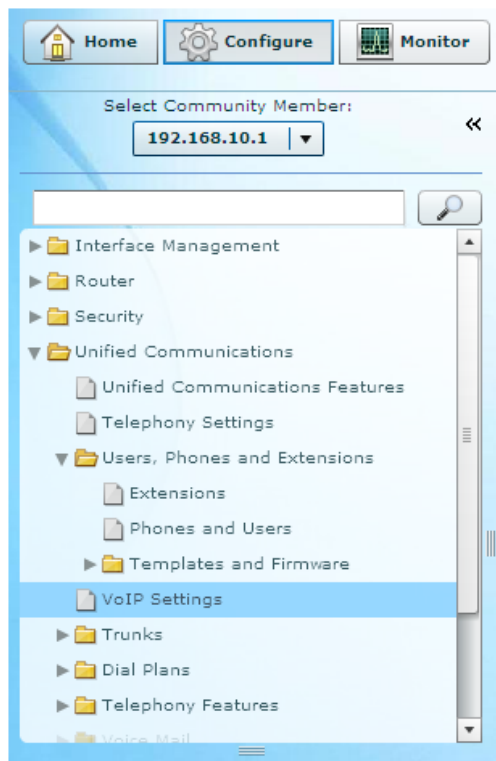 Home Configure Monitor
Select Community Member:
192.168.10.1
Interface Management
Router
Security
Unified Communications
Unified Communications Features
Telephony Settings
Users, Phones and Extensions
Extensions
Phones and Users
Templates and Firmware
VoIP Settings
Trunks
Dial Plans
Telephony Features
Voice Mail